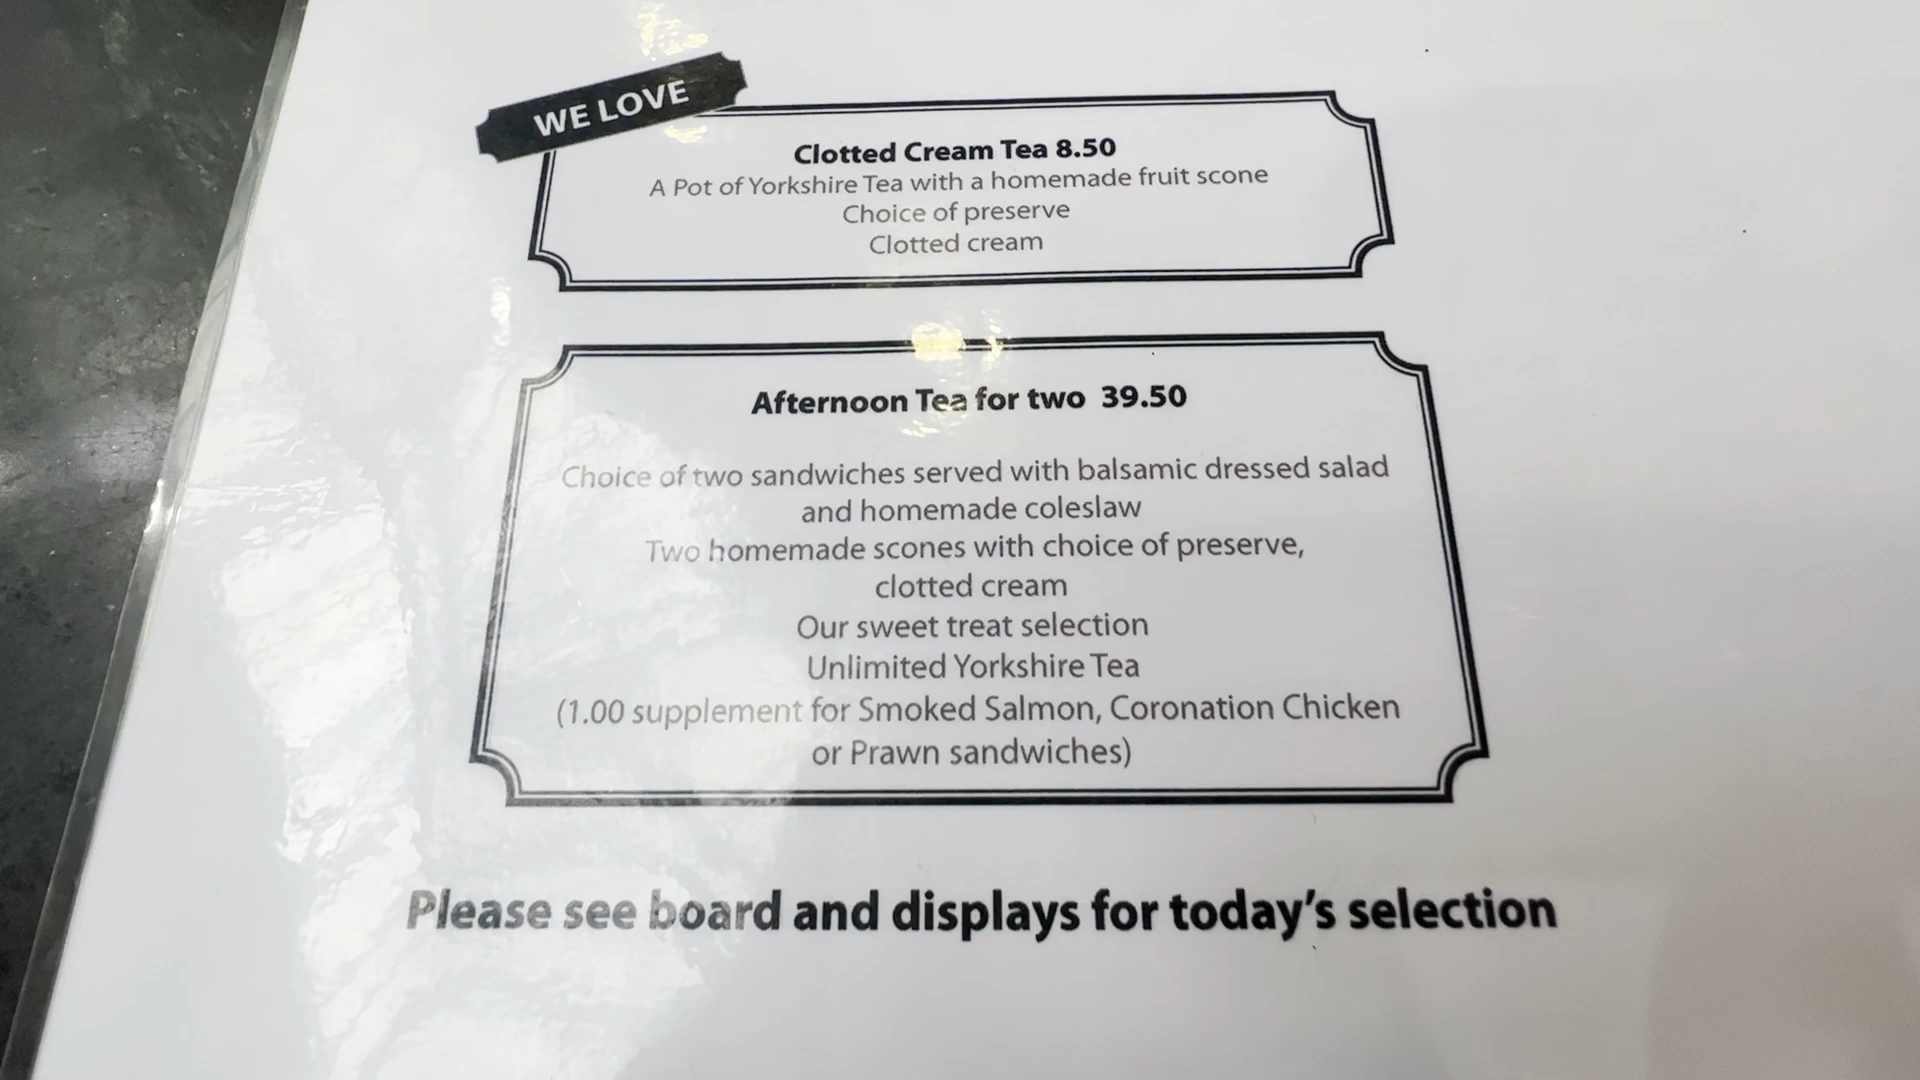 WE LOVE
Clotted Cream Tea 8.50
A Pot of Yorkshire Tea with a homemade fruit scone
Choice of preserve
Clotted cream
Afternoon Tea for two 39.50
Choice of two sandwiches served with balsamic dressed salad
and homemade coleslaw
Two homemade scones with choice of preserve,
clotted cream
Our sweet treat selection
Unlimited Yorkshire Tea
(1.00 supplement for Smoked Salmon, Coronation Chicken
or Prawn sandwiches)
Please see board and displays for today's selection